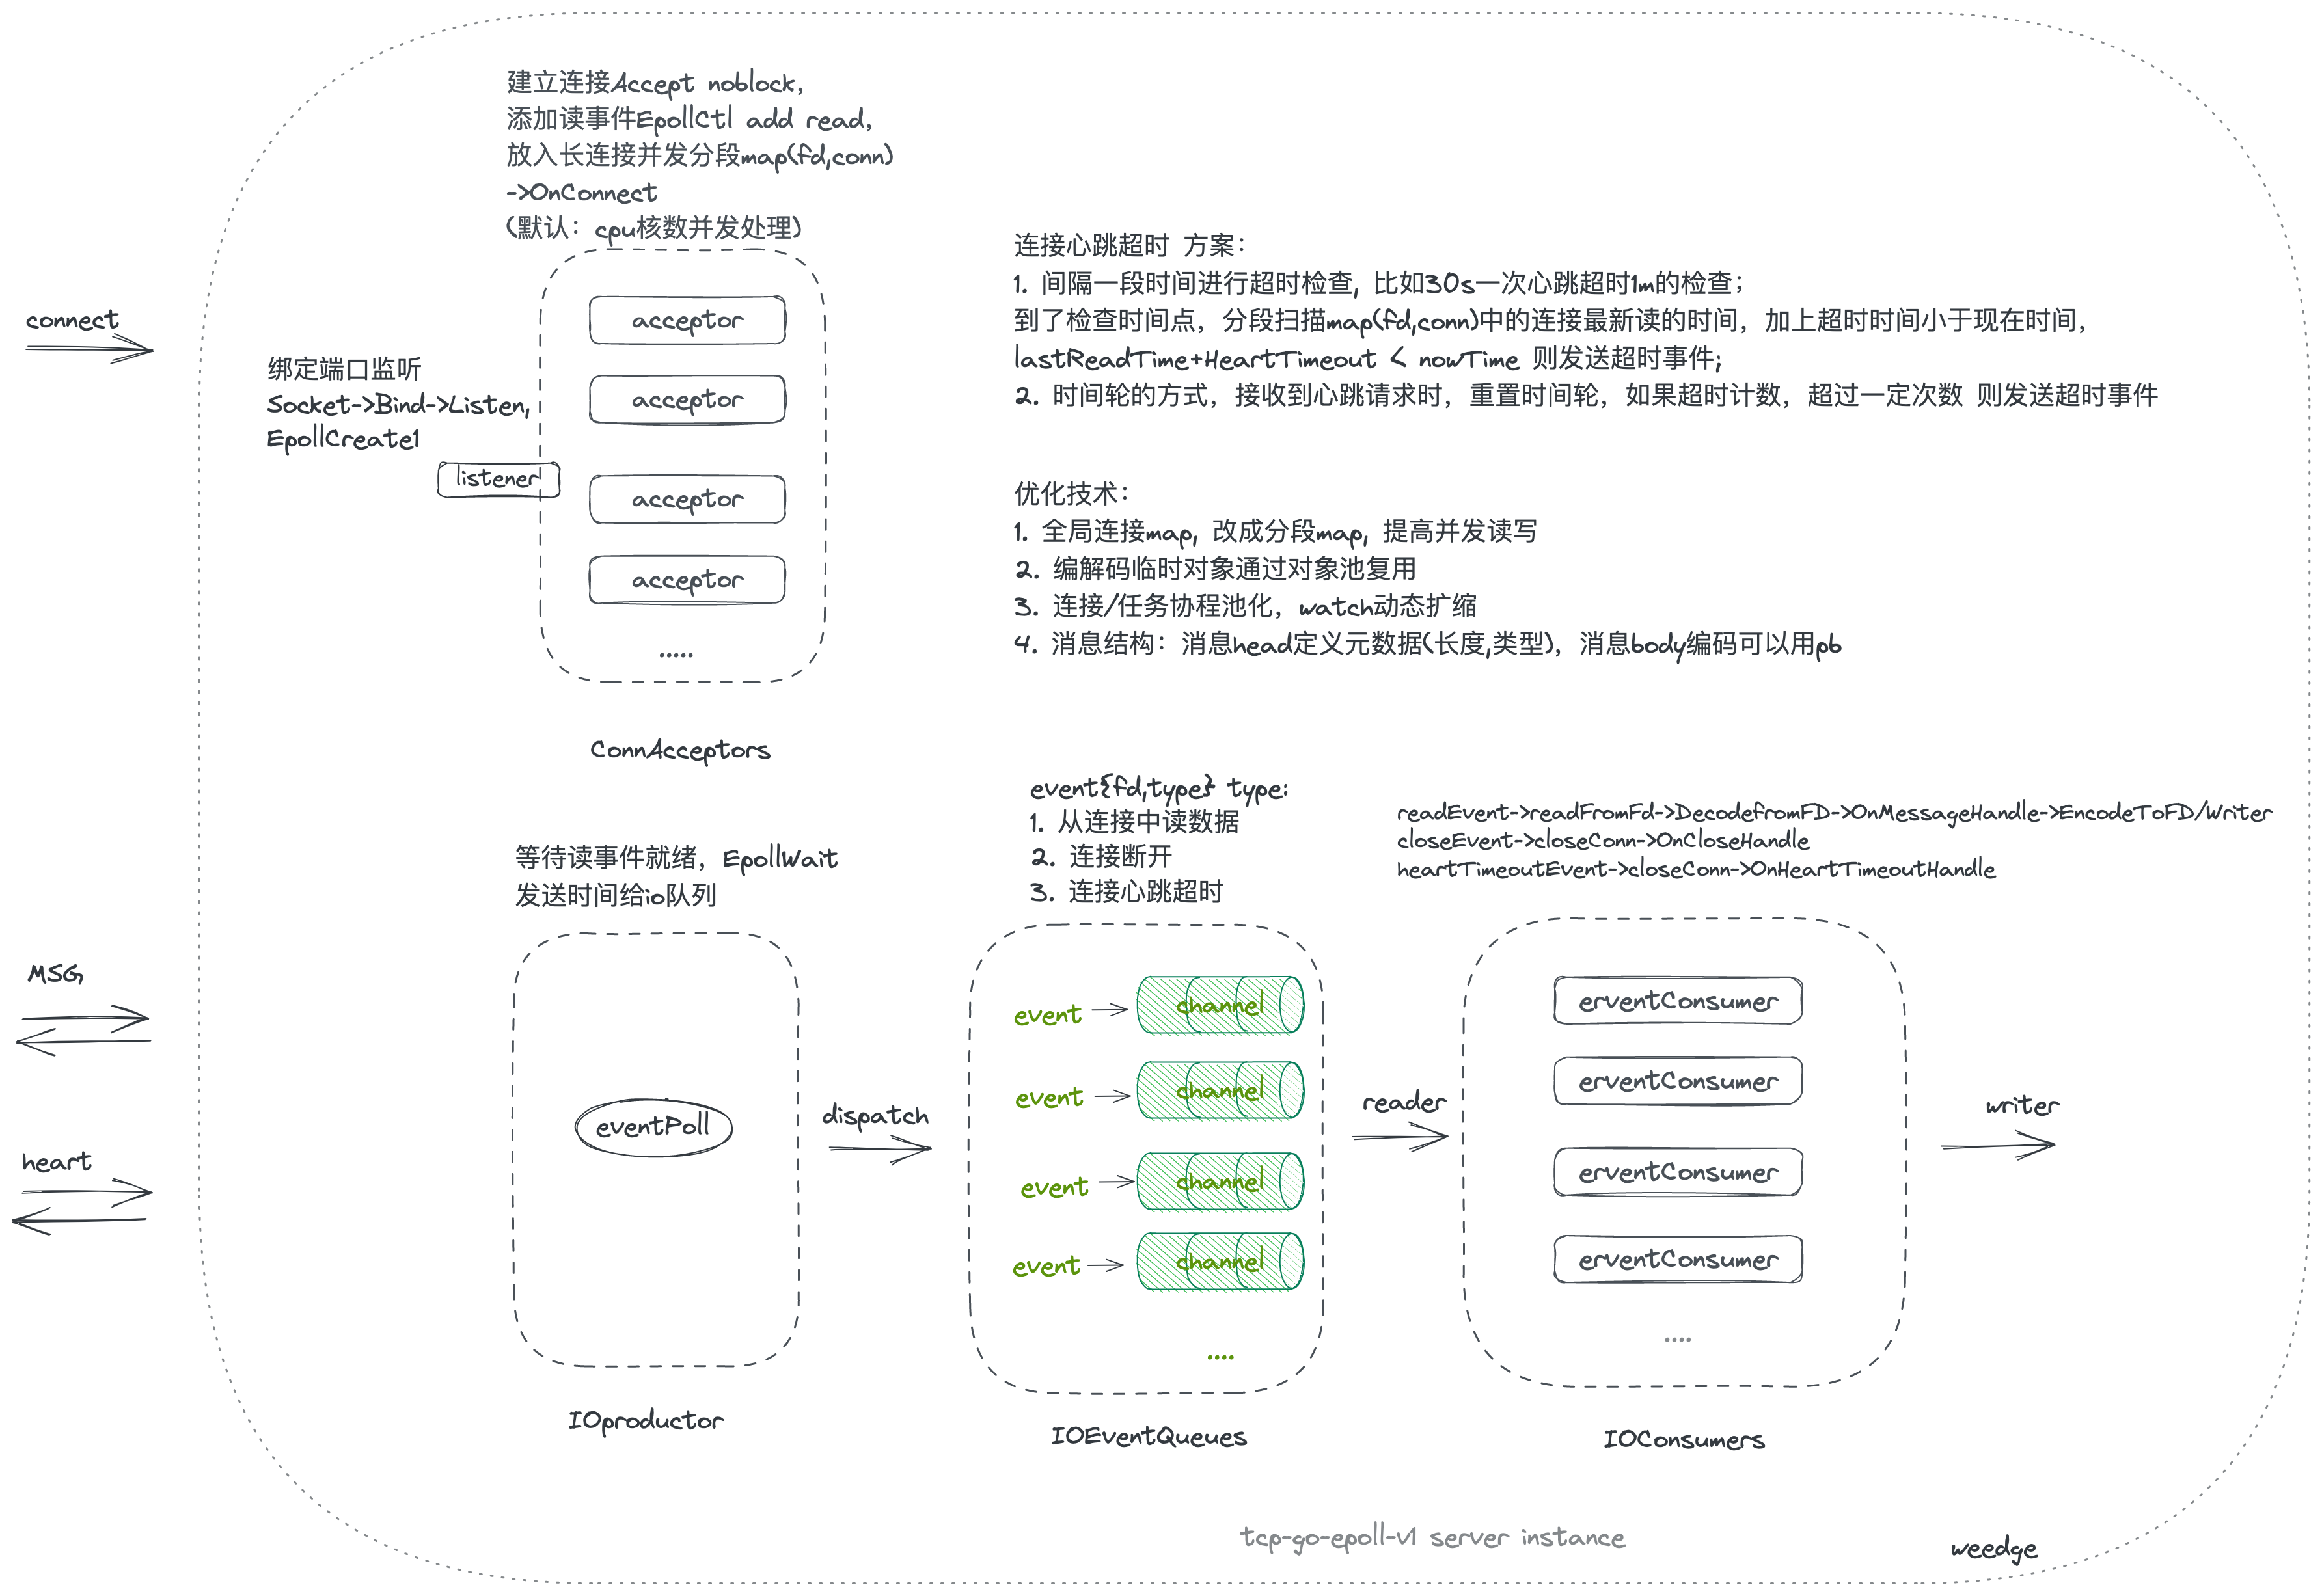 建立连接Accept noblock,
添加读事件EpollCtl add read,
放入长连接并发分段map(fd,conn)
->OnConnect
(默认：cpu核数并发处理)
connect
绑定端口监听
Socket->Bind->Listen,
EpollCreate1
listener
acceptor
acceptor
acceptor
acceptor
.....
ConnAcceptors
连接心跳超时 方案：
1. 间隔一段时间进行超时检查, 比如30s一次心跳超时1m的检查；
到了检查时间点，分段扫描map(fd,conn)中的连接最新读的时间，加上超时时间小于现在时间，
lastReadTime+HeartTimeout < nowTime 则发送超时事件;
2. 时间轮的方式，接收到心跳请求时，重置时间轮，如果超时计数，超过一定次数 则发送超时事件
优化技术：
1. 全局连接map, 改成分段map, 提高并发读写
2. 编解码临时对象通过对象池复用
3. 连接/任务协程池化，watch动态扩缩
4. 消息结构：消息head定义元数据(长度,类型)，消息body编码可以用pb
MSG
heart
等待读事件就绪，EpollWait
发送时间给io队列
eventPoll
IOproductor
dispatch
event{fd,type} type:
1. 从连接中读数据
2. 连接断开
3. 连接心跳超时
event
channel
event
channel
event
channel
event
channel
....
IOEventQueues
reader
readEvent->readFromFd->DecodefromFD->OnMessageHandle->EncodeToFD/Writer
closeEvent->closeConn->OnCloseHandle
heartTimeoutEvent->closeConn->OnHeartTimeoutHandle
erventConsumer
erventConsumer
erventConsumer
erventConsumer
....
IOConsumers
writer
tcp-go-epoll-v1 server instance
weedge